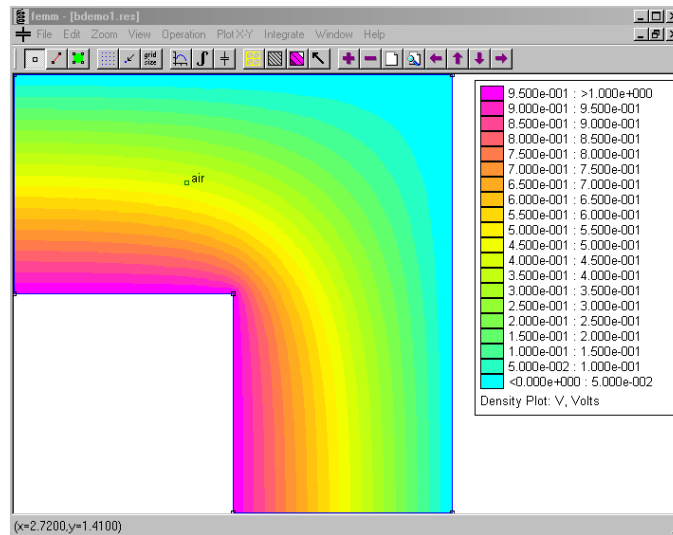 femm - [bdemo1.res]
File Edit Zoom View Operation Plot X-Y Integrate Window Help
grid
size
air
9.500e-001 : >1.000e+000
9.000e-001 : 9.500e-001
8.500e-001 : 9.000e-001
8.000e-001 : 8.500e-001
7.500e-001 : 8.000e-001
7.000e-001 : 7.500e-001
6.500e-001 : 7.000e-001
6.000e-001 : 6.500e-001
5.500e-001 : 6.000e-001
5.000e-001 : 5.500e-001
4.500e-001 : 5.000e-001
4.000e-001 : 4.500e-001
3.500e-001 : 4.000e-001
3.000e-001 : 3.500e-001
2.500e-001 : 3.000e-001
2.000e-001 : 2.500e-001
1.500e-001 : 2.000e-001
1.000e-001 : 1.500e-001
5.000e-002 : 1.000e-001
<0.000e+000 : 5.000e-002
Density Plot: V, Volts
(x=2.7200,y=1.4100)